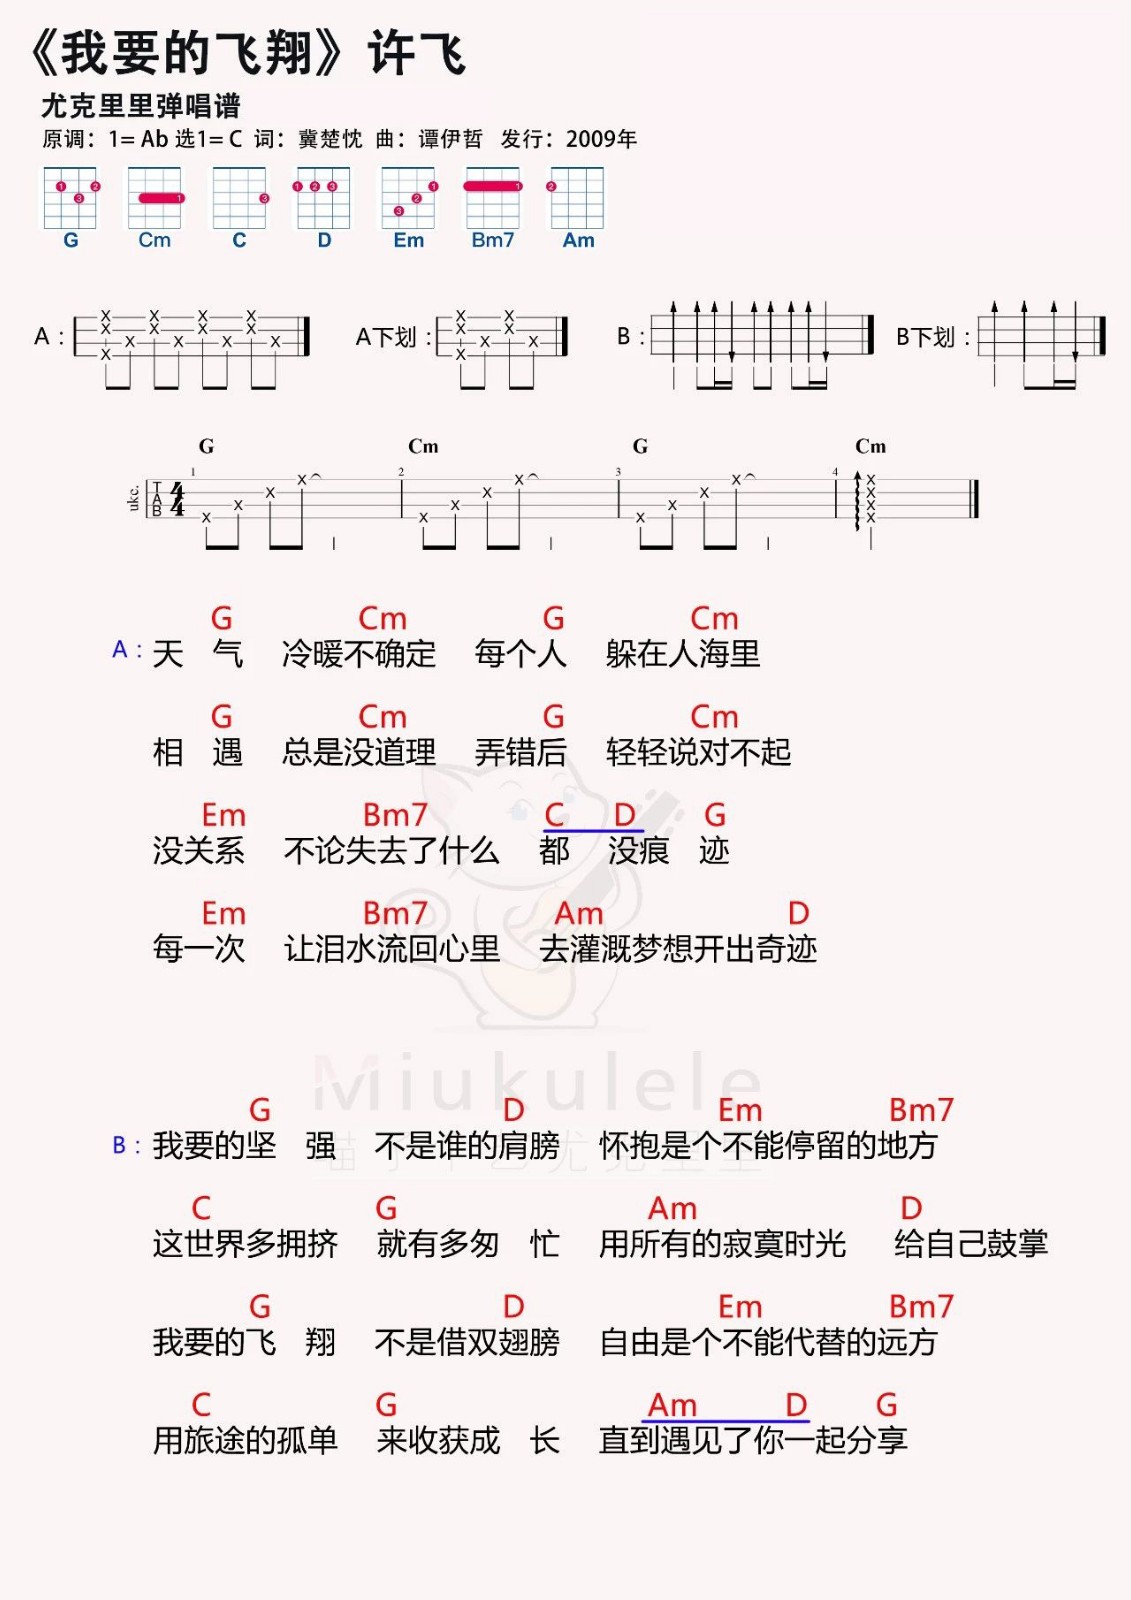 《我要的飞翔》许飞
尤克里里弹唱谱
原调：1= Ab 选1= C 词：冀楚忱 曲：谭伊哲 发行：2009年
G Cm C D Em Bm7 Am
A： A下划： B： B下划：
G Cm G Cm
1 2 3 4
uke. TAB 4/4
G Cm G Cm
A：天 气 冷暖不确定 每个人 躲在人海里
G Cm G Cm
相 遇 总是没道理 弄错后 轻轻说对不起
Em Bm7 C D G
没关系 不论失去了什么 都 没痕 迹
Em Bm7 Am D
每一次 让泪水流回心里 去灌溉梦想开出奇迹
Miukulele
G D Em Bm7
B：我要的坚 强 不是谁的肩膀 怀抱是个不能停留的地方
C G Am D
这世界多拥挤 就有多匆 忙 用所有的寂寞时光 给自己鼓掌
G D Em Bm7
我要的飞 翔 不是借双翅膀 自由是个不能代替的远方
C G Am D G
用旅途的孤单 来收获成 长 直到遇见了你一起分享